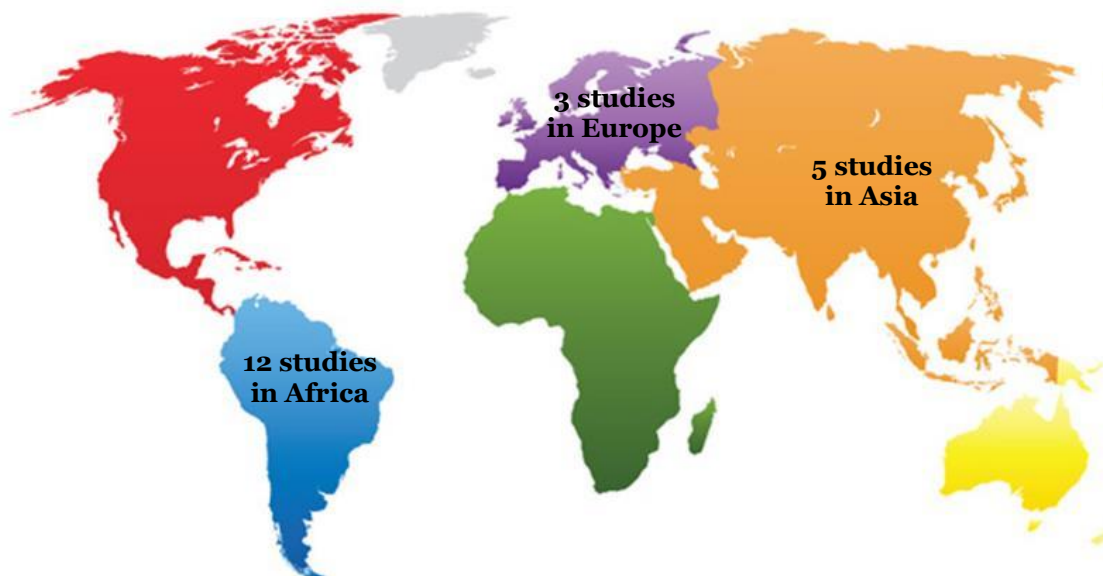 3 studies
in Europe
5 studies
in Asia
12 studies
in Africa